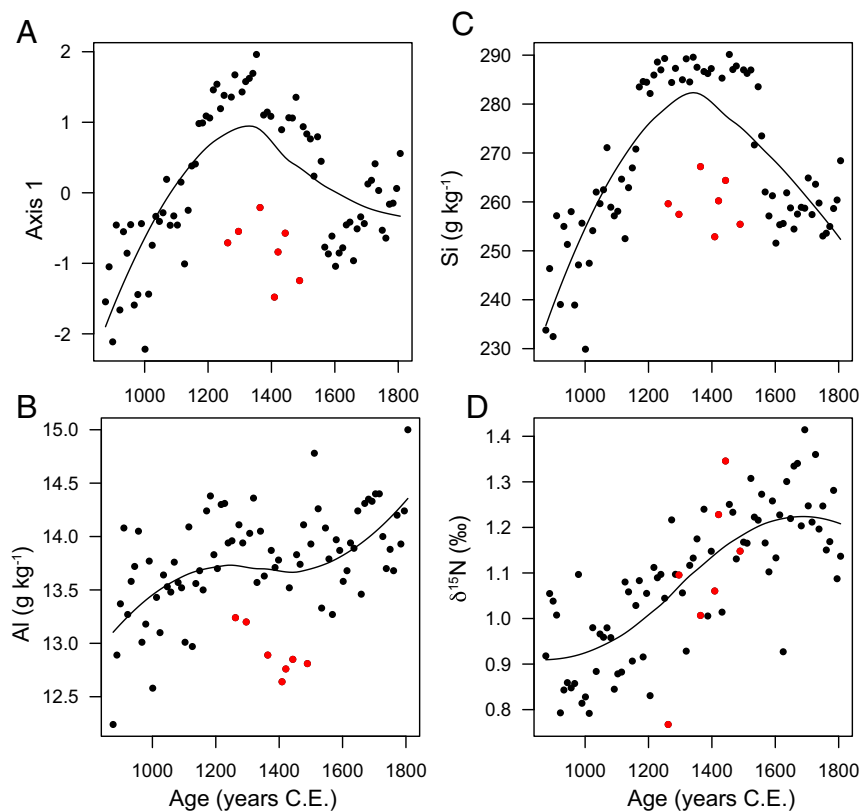 A
Axis 1
2
1
0
-1
-2
1000 1200 1400 1600 1800
C
Si (g kg⁻¹)
290
280
270
260
250
240
230
1000 1200 1400 1600 1800
B
Al (g kg⁻¹)
15.0
14.5
14.0
13.5
13.0
12.5
1000 1200 1400 1600 1800
Age (years C.E.)
D
δ¹⁵N (‰)
1.4
1.3
1.2
1.1
1.0
0.9
0.8
1000 1200 1400 1600 1800
Age (years C.E.)